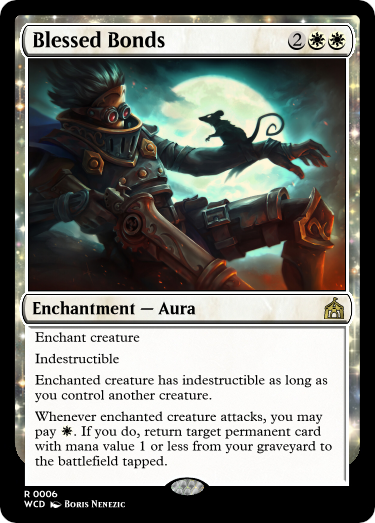 Blessed Bonds 2
Enchantment — Aura
Enchant creature
Indestructible
Enchanted creature has indestructible as long as
you control another creature.
Whenever enchanted creature attacks, you may
pay . If you do, return target permanent card
with mana value 1 or less from your graveyard to
the battlefield tapped.
R 0006
WCD Boris Nenezic